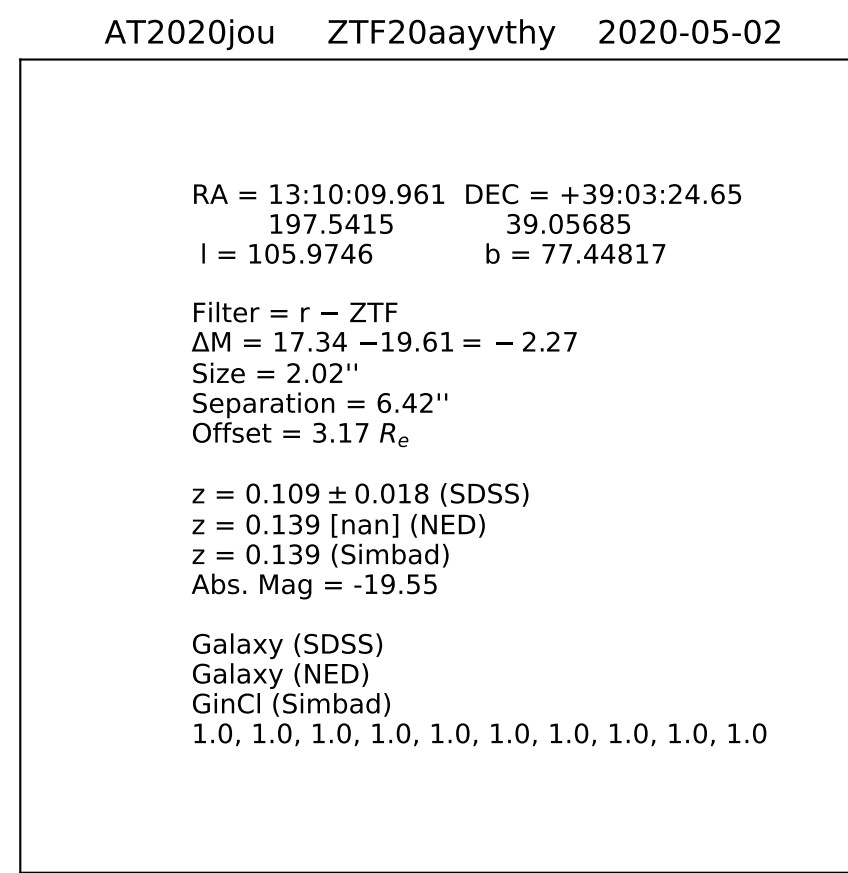 AT2020jou ZTF20aayvthy 2020-05-02
RA = 13:10:09.961 DEC = +39:03:24.65
197.5415 39.05685
l = 105.9746 b = 77.44817
Filter = r − ZTF
ΔM = 17.34 −19.61 = − 2.27
Size = 2.02''
Separation = 6.42''
Offset = 3.17 Rₑ
z = 0.109 ± 0.018 (SDSS)
z = 0.139 [nan] (NED)
z = 0.139 (Simbad)
Abs. Mag = -19.55
Galaxy (SDSS)
Galaxy (NED)
GinCl (Simbad)
1.0, 1.0, 1.0, 1.0, 1.0, 1.0, 1.0, 1.0, 1.0, 1.0